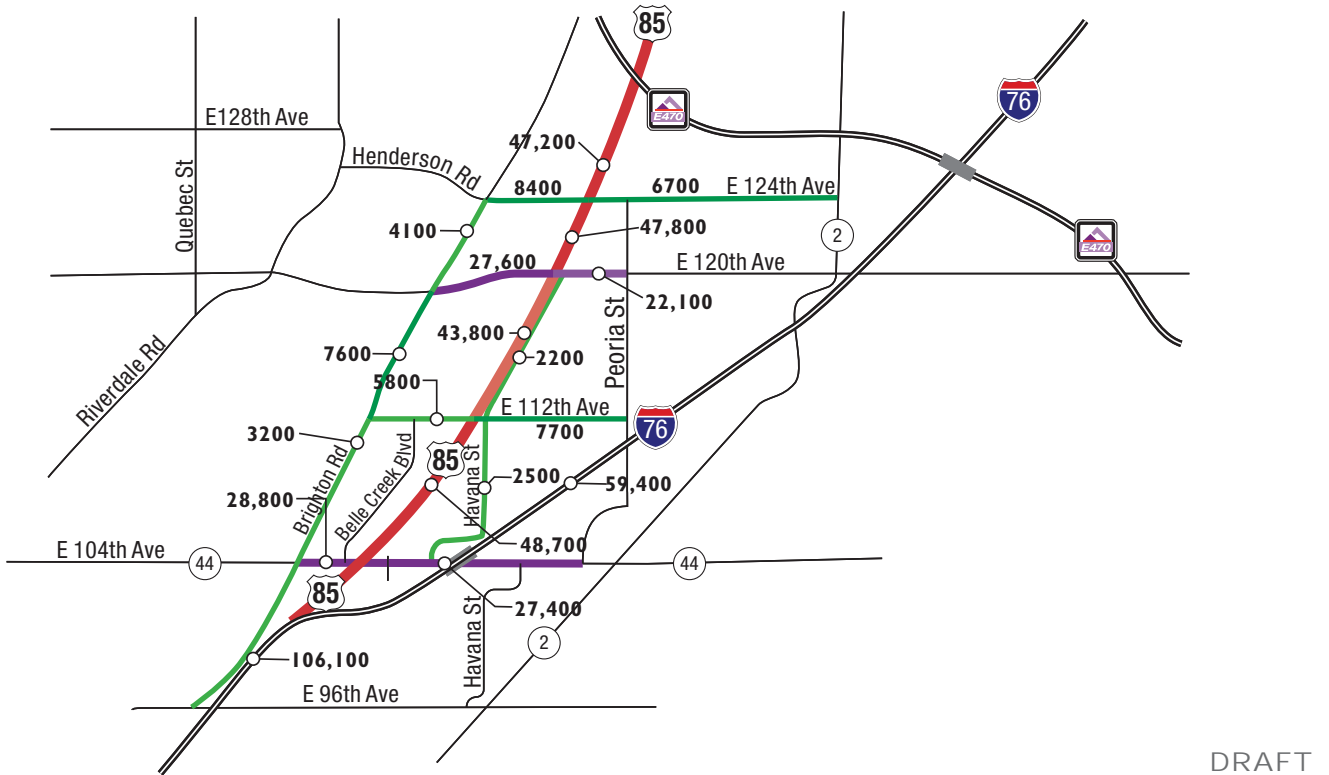 85
76
E470
E128th Ave
47,200
Henderson Rd
8400
6700
E 124th Ave
Quebec St
4100
47,800
2
E470
27,600
E 120th Ave
22,100
Peoria St
43,800
7600
2200
Riverdale Rd
5800
E 112th Ave
7700
76
3200
85
Belle Creek Blvd
Havana St
2500
59,400
28,800
Brighton Rd
48,700
E 104th Ave
44
44
85
27,400
Havana St
2
106,100
E 96th Ave
DRAFT